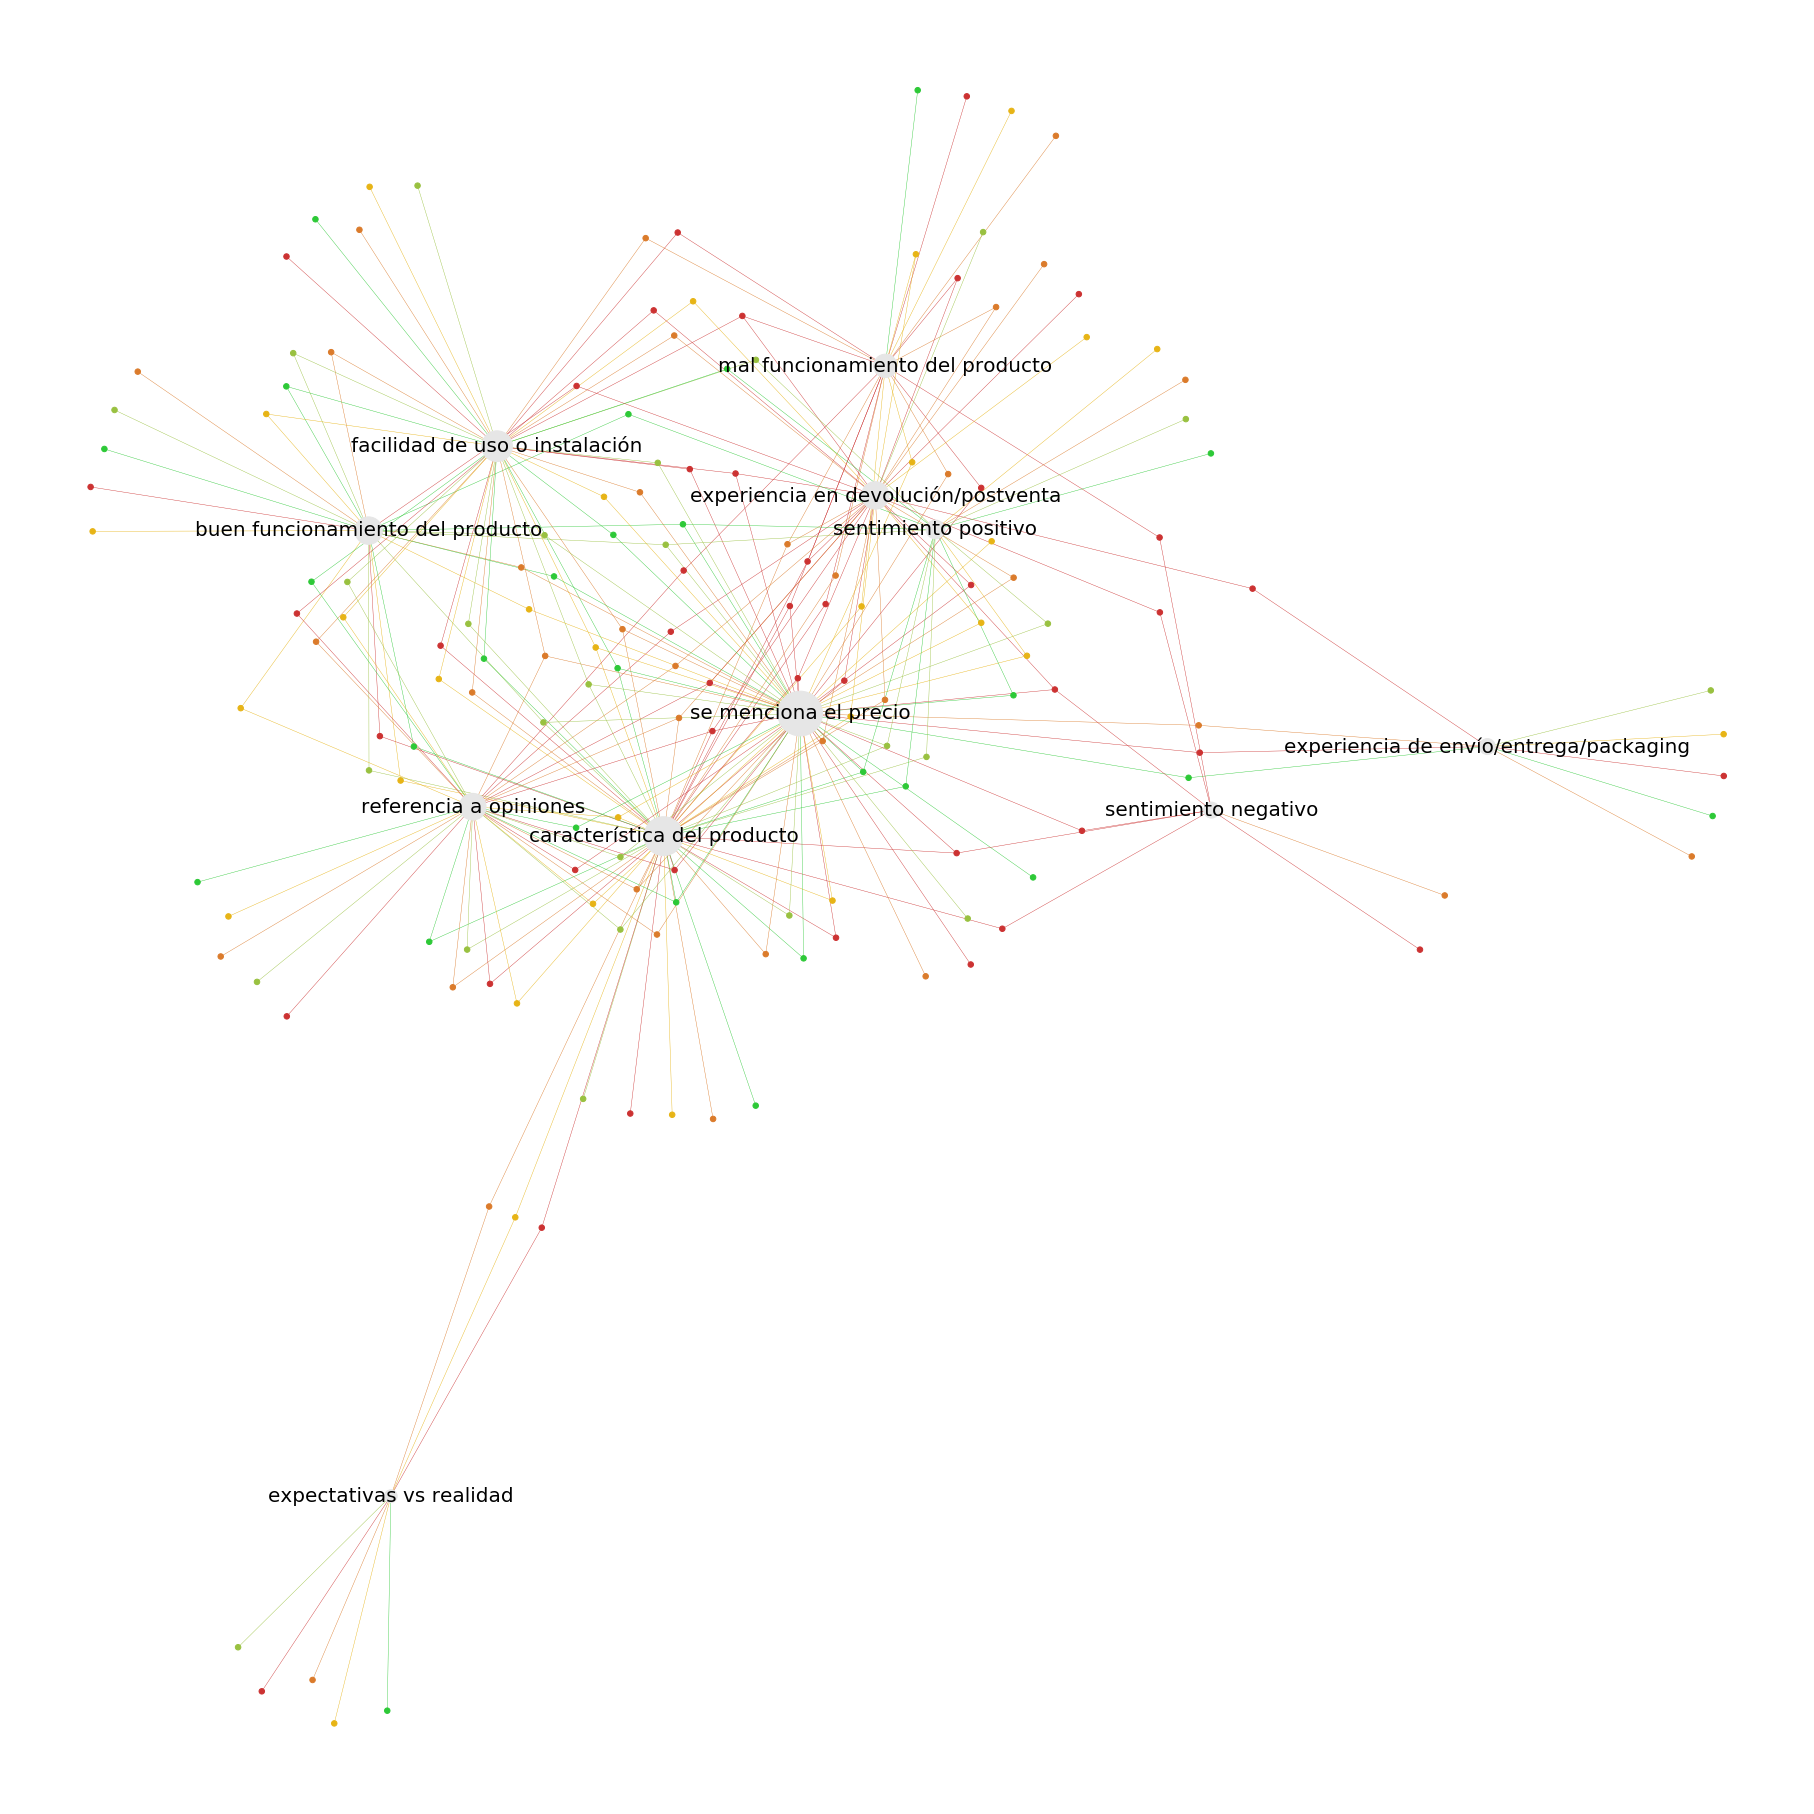 mal funcionamiento del producto
facilidad de uso o instalación
experiencia en devolución/postventa
buen funcionamiento del producto
sentimiento positivo
se menciona el precio
experiencia de envío/entrega/packaging
referencia a opiniones
sentimiento negativo
característica del producto
expectativas vs realidad